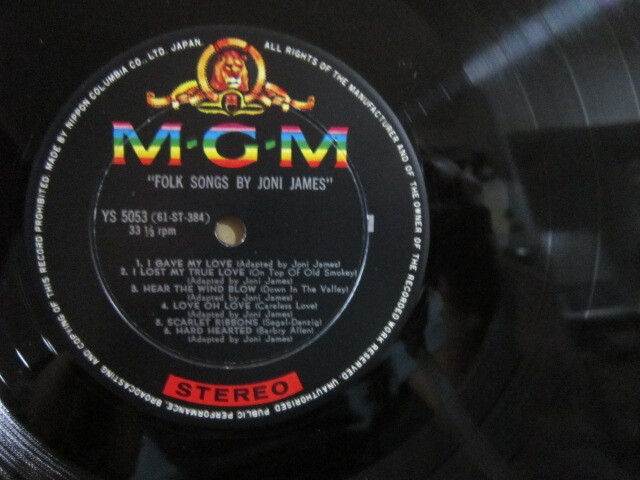 MADE BY NIPPON COLUMBIA CO., LTD. JAPAN. ALL RIGHTS OF THE MANUFACTURER AND OF THE OWNER OF THE RECORDED WORK RESERVED. UNAUTHORISED PUBLIC PERFORMANCE, BROADCASTING AND COPYING OF THIS RECORD PROHIBITED.
M·G·M
"FOLK SONGS BY JONI JAMES"
YS 5053 (61-ST-384)
33 1/3 rpm
1. I GAVE MY LOVE (Adapted by Joni James)
2. I LOST MY TRUE LOVE (On Top Of Old Smokey)
(Adapted by Joni James)
3. HEAR THE WIND BLOW (Down In The Valley)
(Adapted by Joni James)
4. LOVE OH LOVE (Careless Love)
(Adapted by Joni James)
5. SCARLET RIBBONS (Segal-Danzig)
6. HARD HEARTED (Barbry Allen)
(Adapted by Joni James)
STEREO